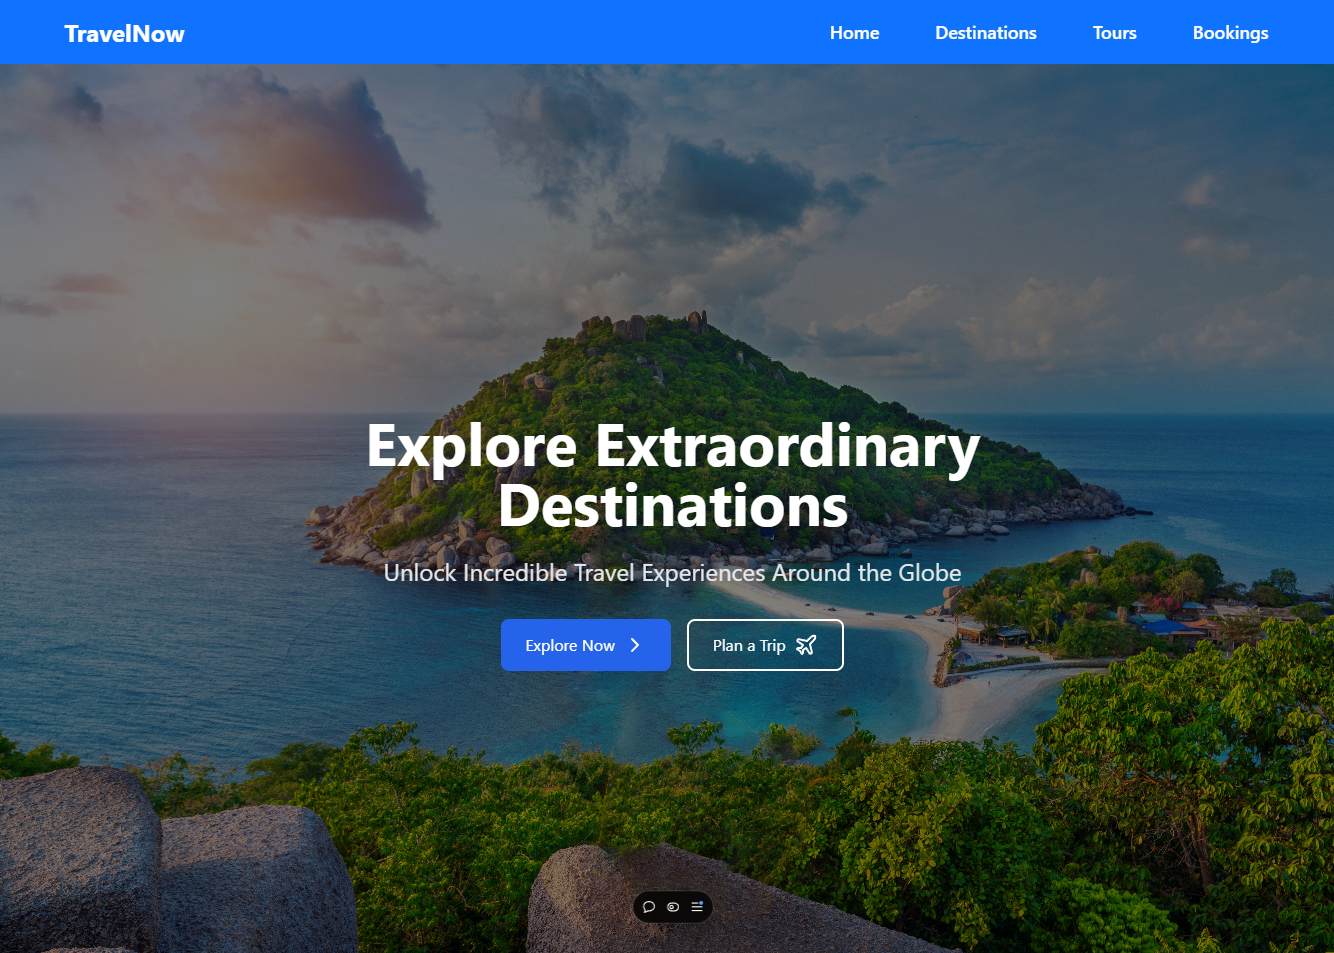 TravelNow
Home
Destinations
Tours
Bookings
Explore Extraordinary
Destinations
Unlock Incredible Travel Experiences Around the Globe
Explore Now
Plan a Trip